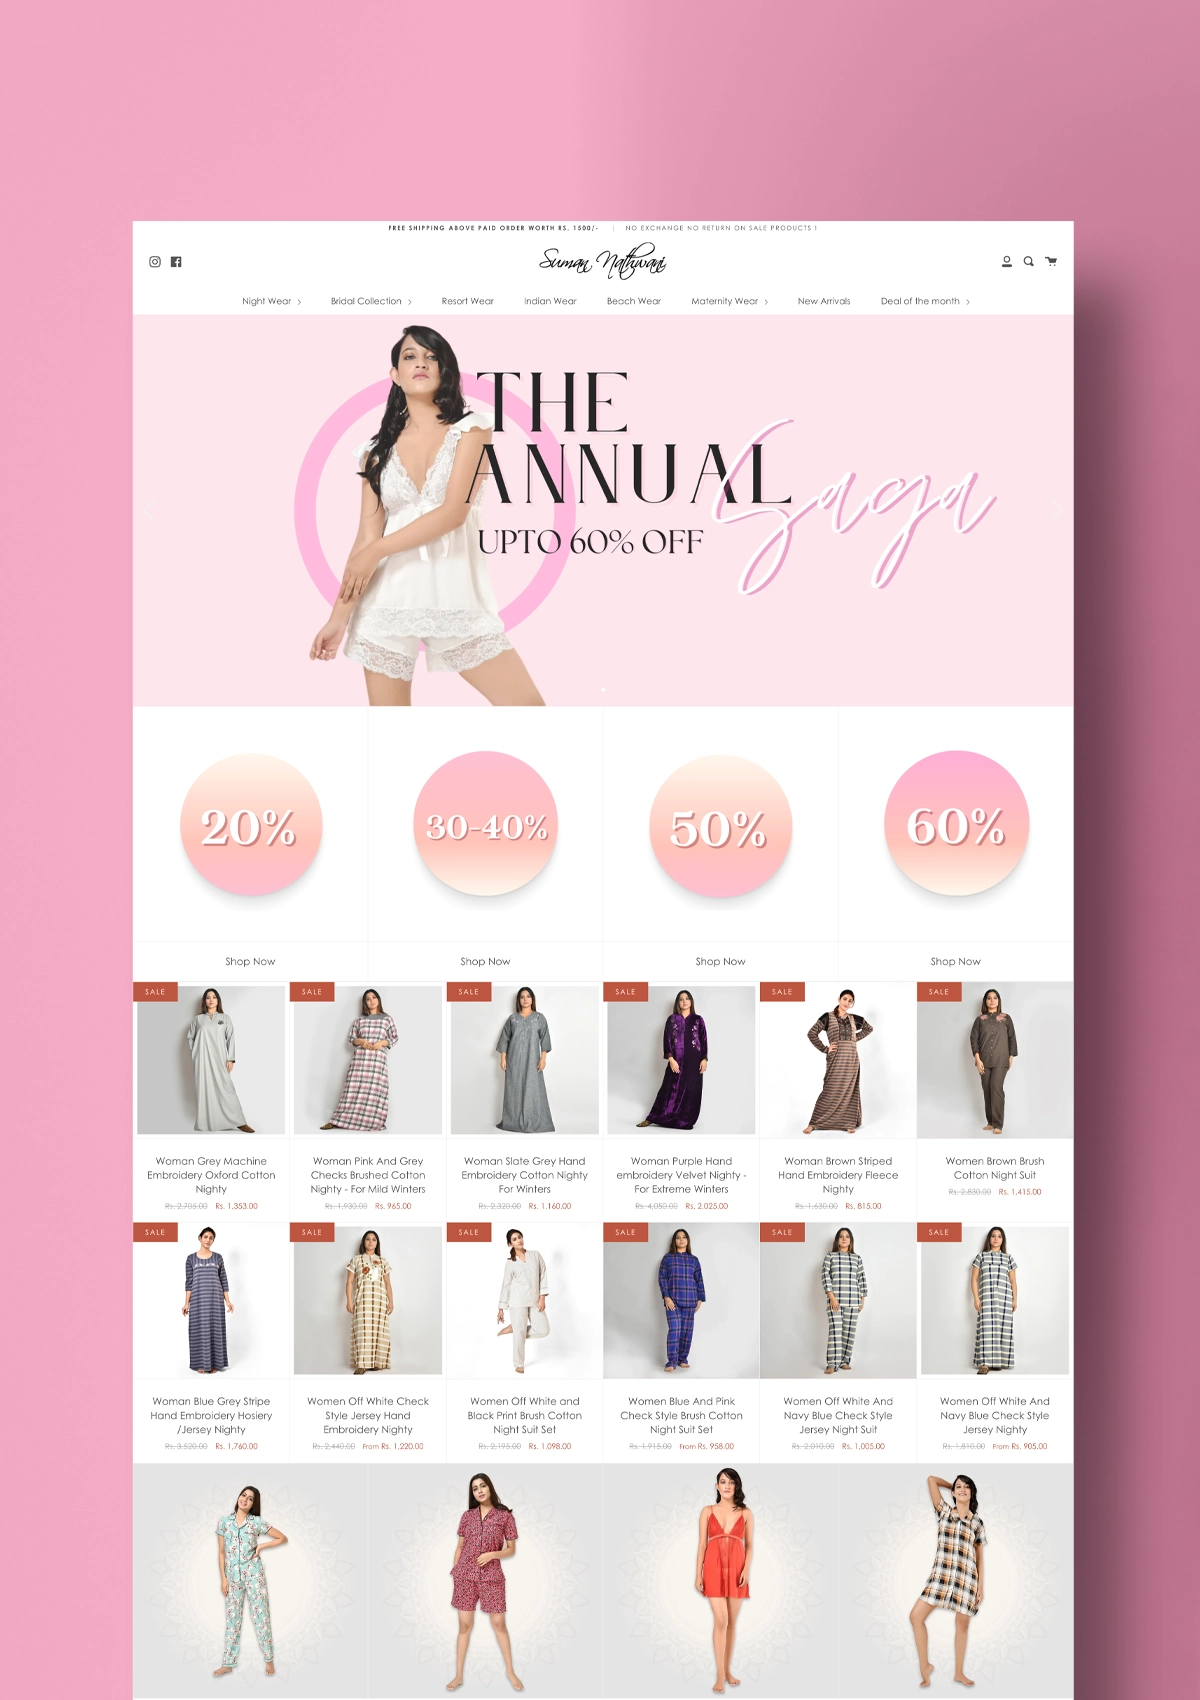 FREE SHIPPING ABOVE PAID ORDER WORTH RS. 1500/- | NO EXCHANGE NO RETURN ON SALE PRODUCTS !
Suman Nathwani
Night Wear > Bridal Collection > Resort Wear Indian Wear Beach Wear Maternity Wear > New Arrivals Deal of the month >
THE
ANNUAL
Saga
UPTO 60% OFF
20% 30-40% 50% 60%
Shop Now Shop Now Shop Now Shop Now
SALE SALE SALE SALE SALE SALE
Woman Grey Machine
Embroidery Oxford Cotton
Nighty
Rs. 2,705.00 Rs. 1,353.00
Woman Pink And Grey
Checks Brushed Cotton
Nighty - For Mild Winters
Rs. 1,930.00 Rs. 965.00
Woman Slate Grey Hand
Embroidery Cotton Nighty
For Winters
Rs. 2,320.00 Rs. 1,160.00
Woman Purple Hand
embroidery Velvet Nighty -
For Extreme Winters
Rs. 4,050.00 Rs. 2,025.00
Woman Brown Striped
Hand Embroidery Fleece
Nighty
Rs. 1,630.00 Rs. 815.00
Women Brown Brush
Cotton Night Suit
Rs. 2,830.00 Rs. 1,415.00
SALE SALE SALE SALE SALE SALE
Woman Blue Grey Stripe
Hand Embroidery Hosiery
/Jersey Nighty
Rs. 3,520.00 Rs. 1,760.00
Women Off White Check
Style Jersey Hand
Embroidery Nighty
Rs. 2,440.00 From Rs. 1,220.00
Women Off White and
Black Print Brush Cotton
Night Suit Set
Rs. 2,195.00 Rs. 1,098.00
Women Blue And Pink
Check Style Brush Cotton
Night Suit Set
Rs. 1,915.00 From Rs. 958.00
Women Off White And
Navy Blue Check Style
Jersey Night Suit
Rs. 2,010.00 Rs. 1,005.00
Women Off White And
Navy Blue Check Style
Jersey Nighty
Rs. 1,810.00 From Rs. 905.00